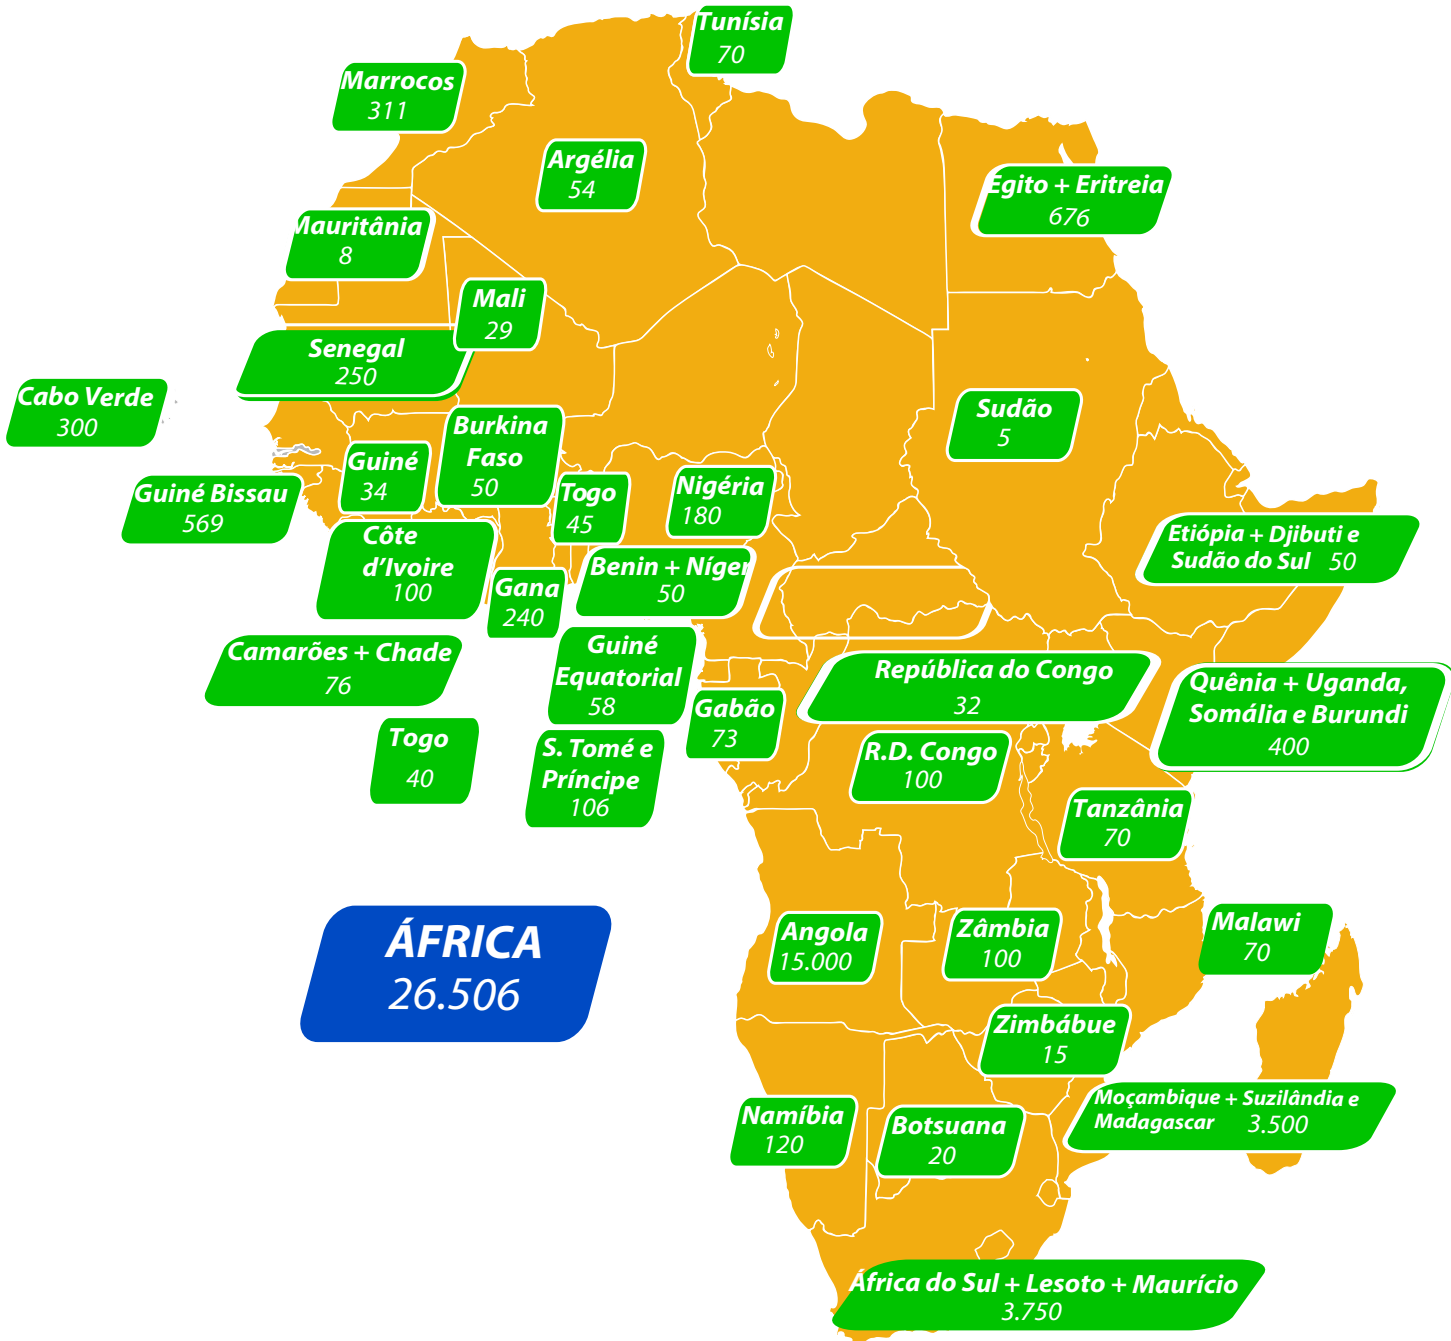 Tunísia
70
Marrocos
311
Argélia
54
Egito + Eritreia
676
Mauritânia
8
Mali
29
Senegal
250
Cabo Verde
300
Sudão
5
Burkina
Faso
50
Guiné
34
Togo
45
Nigéria
180
Guiné Bissau
569
Côte
d'Ivoire
100
Etiópia + Djibuti e
Sudão do Sul 50
Benin + Níger
50
Gana
240
Camarões + Chade
76
Guiné
Equatorial
58
República do Congo
32
Quênia + Uganda,
Somália e Burundi
400
Gabão
73
Togo
40
S. Tomé e
Príncipe
106
R.D. Congo
100
Tanzânia
70
ÁFRICA
26.506
Angola
15.000
Zâmbia
100
Malawi
70
Zimbábue
15
Moçambique + Suzilândia e
Madagascar 3.500
Namíbia
120
Botsuana
20
África do Sul + Lesoto + Maurício
3.750